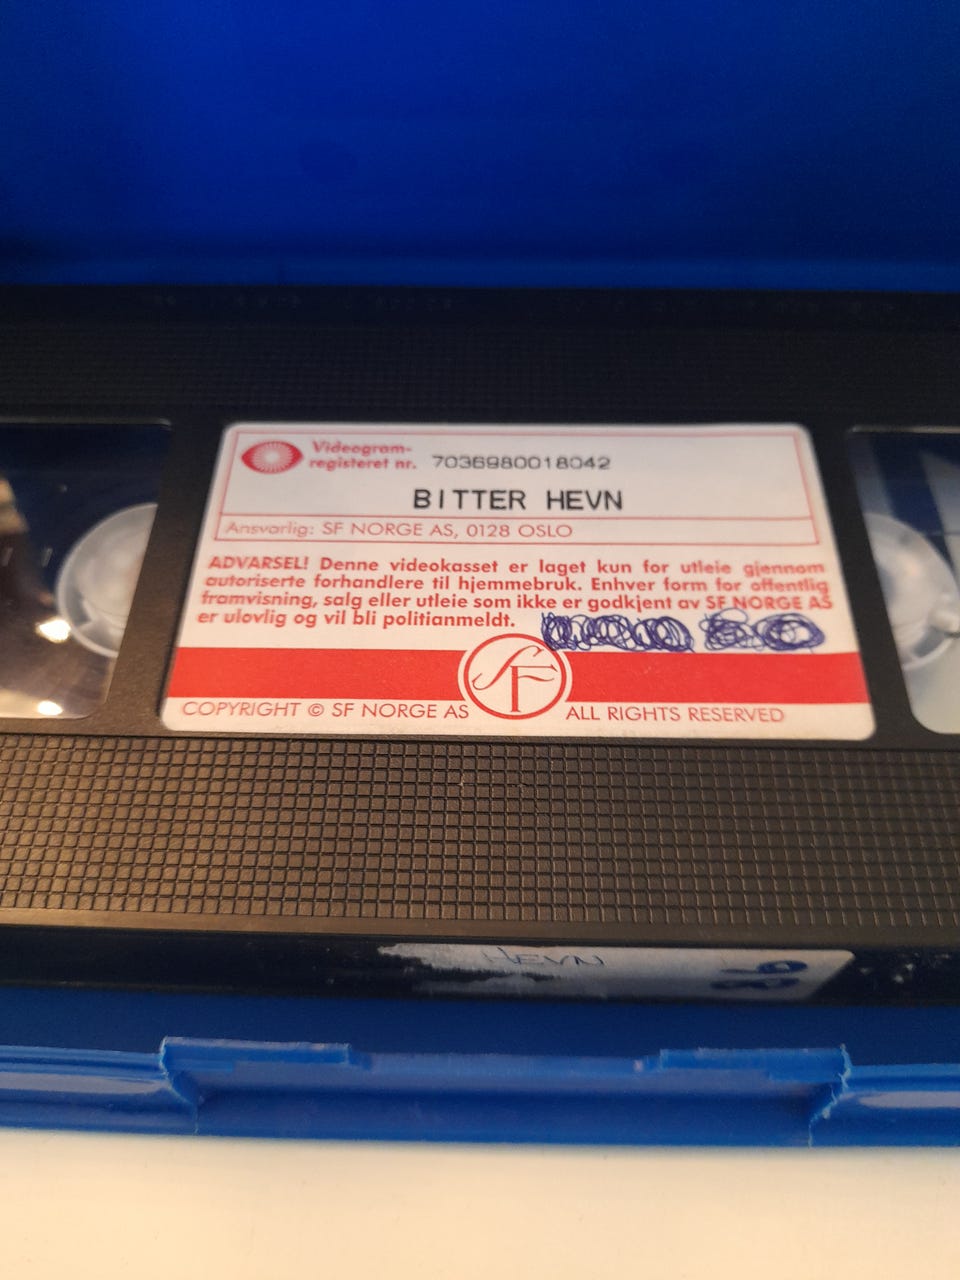 Videogram-
registeret nr. 7036980018042
BITTER HEVN
Ansvarlig: SF NORGE AS, 0128 OSLO
ADVARSEL! Denne videokasset er laget kun for utleie gjennom
autoriserte forhandlere til hjemmebruk. Enhver form for offentlig
framvisning, salg eller utleie som ikke er godkjent av SF NORGE AS
er ulovlig og vil bli politianmeldt.
SF
COPYRIGHT © SF NORGE AS ALL RIGHTS RESERVED
HEVN